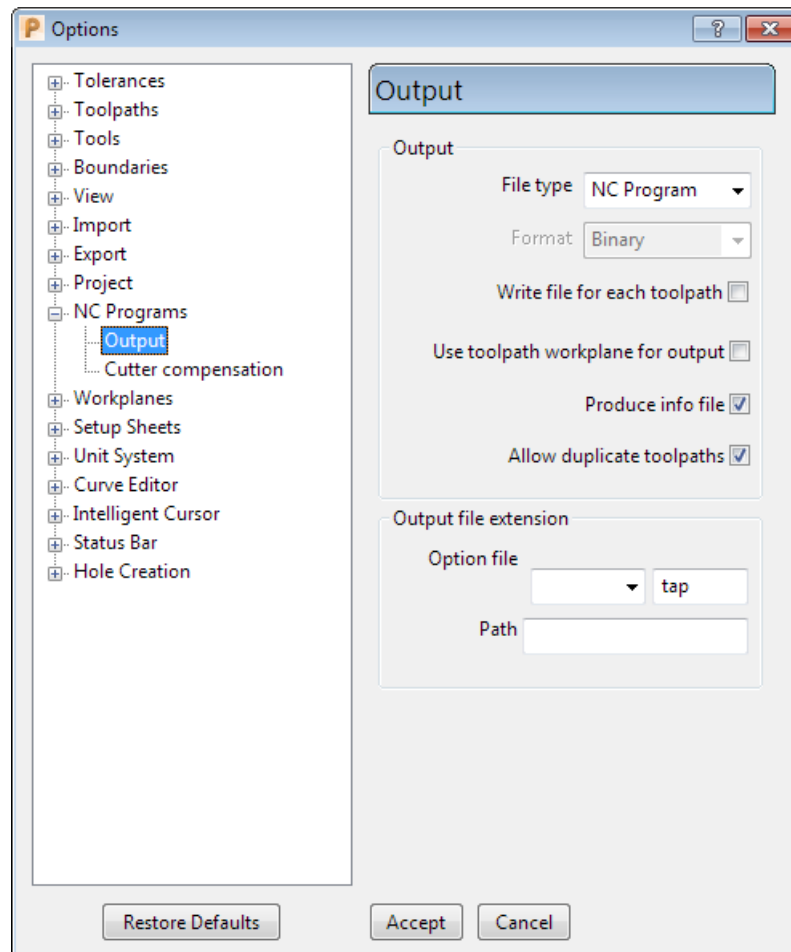 Options
Tolerances
Toolpaths
Tools
Boundaries
View
Import
Export
Project
NC Programs
Output
Cutter compensation
Workplanes
Setup Sheets
Unit System
Curve Editor
Intelligent Cursor
Status Bar
Hole Creation
Output
Output
File type NC Program
Format Binary
Write file for each toolpath
Use toolpath workplane for output
Produce info file
Allow duplicate toolpaths
Output file extension
Option file
tap
Path
Restore Defaults Accept Cancel